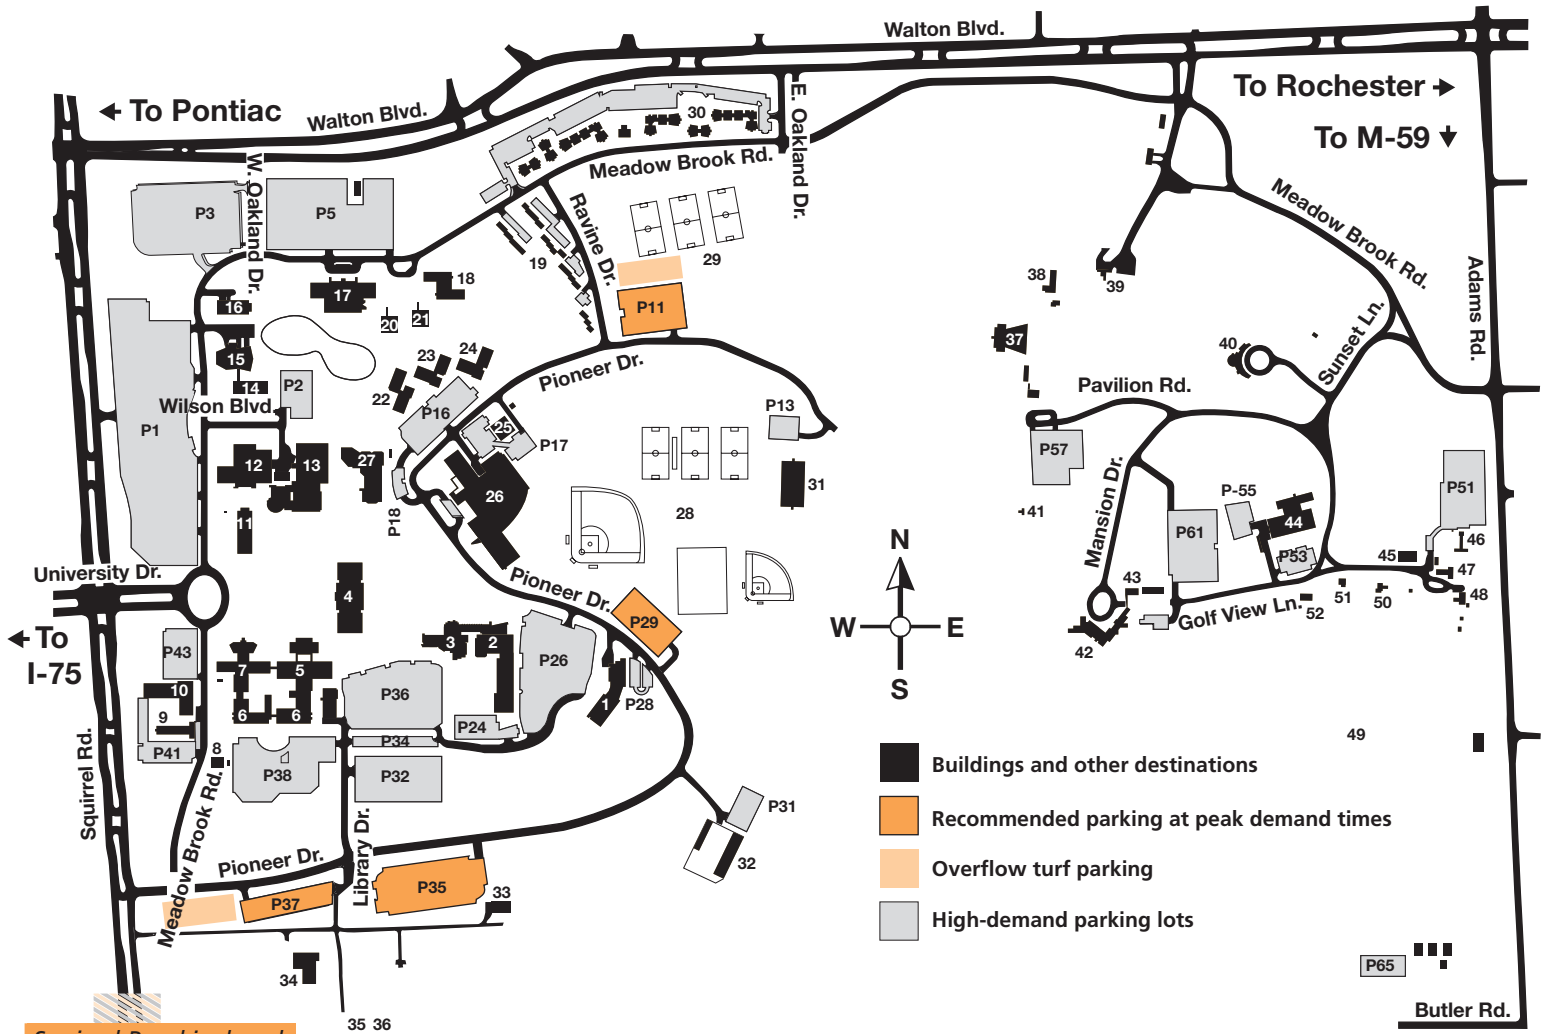 Walton Blvd.
To Rochester
To M-59
To Pontiac
Walton Blvd.
30
E. Oakland Dr.
Meadow Brook Rd.
W. Oakland Dr.
P3
P5
Ravine Dr.
Meadow Brook Rd.
19
29
18
17
16
P11
20
21
38
39
Adams Rd.
Sunset Ln.
37
40
15
14
P2
23
24
22
Pioneer Dr.
Wilson Blvd.
P1
P16
25
P17
P13
Pavilion Rd.
P57
12
13
27
26
31
P18
11
28
41
Mansion Dr.
P-55
44
P61
P53
P51
46
45
47
48
N
W
E
S
University Dr.
To
I-75
4
Pioneer Dr.
P29
43
42
Golf View Ln.
52
51
50
P43
7
5
3
2
P26
10
9
6
6
P36
1
P28
P24
P34
P41
8
P38
P32
49
Squirrel Rd.
Meadow Brook Rd.
Library Dr.
P31
32
Pioneer Dr.
P37
P35
33
34
35
36
Buildings and other destinations
Recommended parking at peak demand times
Overflow turf parking
High-demand parking lots
P65
Butler Rd.